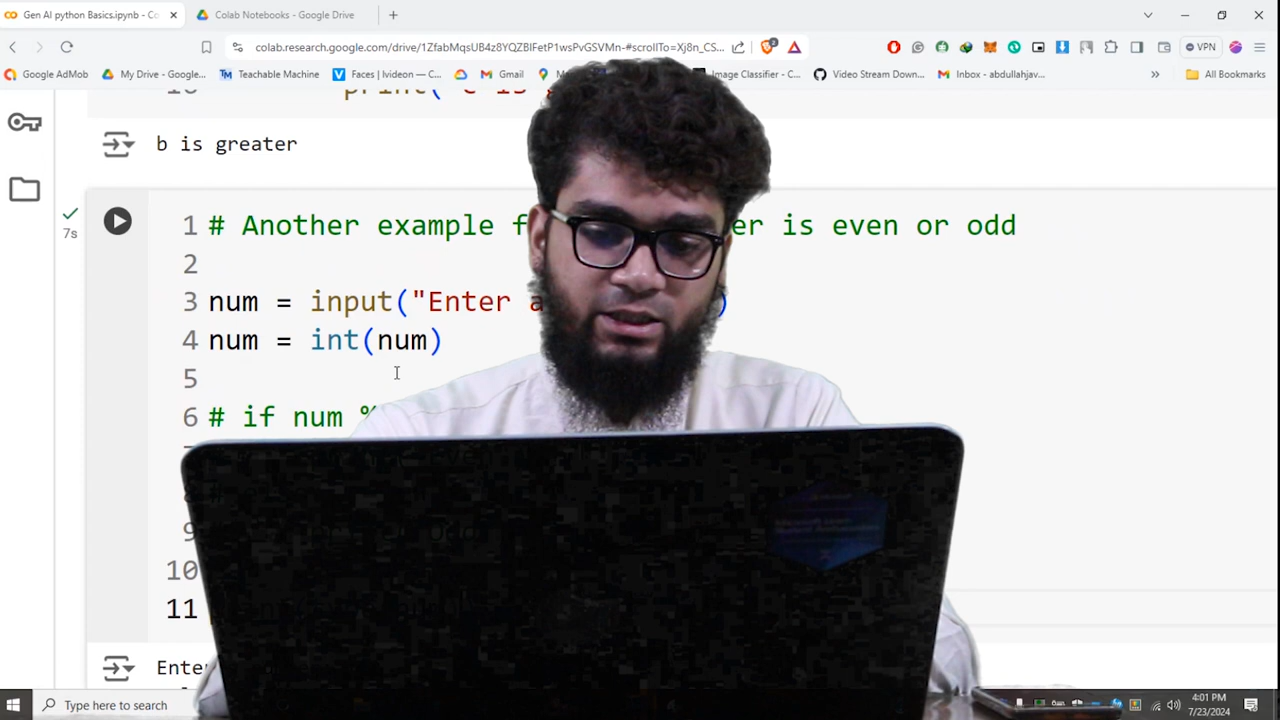 Gen AI python Basics.ipynb - Co
Colab Notebooks - Google Drive
colab.research.google.com/drive/1ZfabMqsUB4z8YQZBIFetP1wsPvGSVMn-#scrollTo=Xj8n_CS...
VPN
Google AdMob
My Drive - Google...
Teachable Machine
Faces | Ivideon — C...
Gmail
Image Classifier - C...
Video Stream Down...
Inbox - abdullahjav...
All Bookmarks
b is greater
7s
1 # Another example f er is even or odd
2
3 num = input("Enter a )
4 num = int(num)
5
6 # if num %
9
10
11
Enter
Type here to search
4:01 PM
7/23/2024